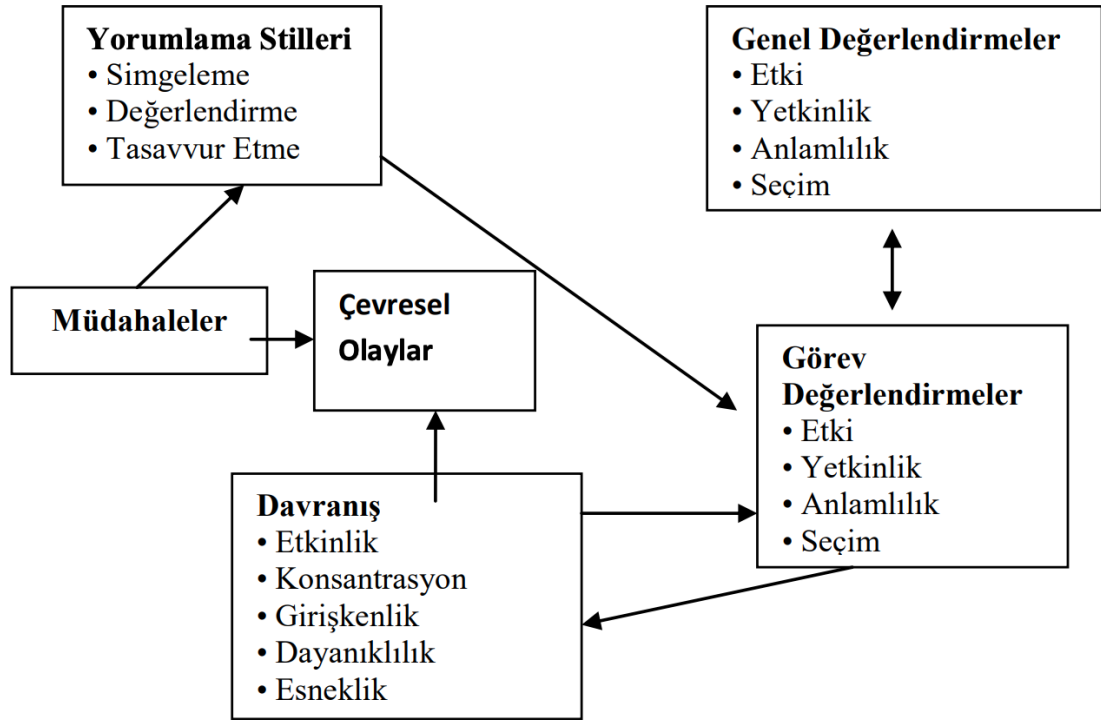 Yorumlama Stilleri
• Simgeleme
• Değerlendirme
• Tasavvur Etme
Genel Değerlendirmeler
• Etki
• Yetkinlik
• Anlamlılık
• Seçim
Müdahaleler
Çevresel
Olaylar
Görev
Değerlendirmeler
• Etki
• Yetkinlik
• Anlamlılık
• Seçim
Davranış
• Etkinlik
• Konsantrasyon
• Girişkenlik
• Dayanıklılık
• Esneklik